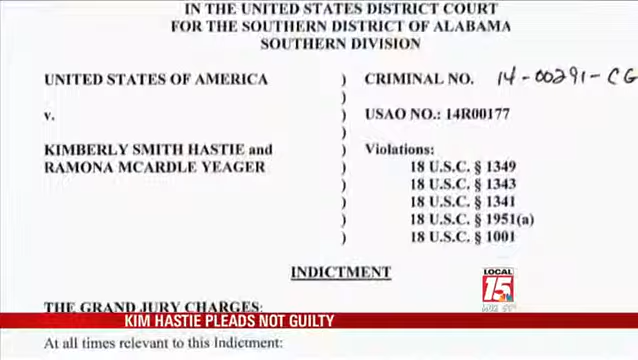 IN THE UNITED STATES DISTRICT COURT
FOR THE SOUTHERN DISTRICT OF ALABAMA
SOUTHERN DIVISION
UNITED STATES OF AMERICA ) CRIMINAL NO. 14-00291-CG
)
v. ) USAO NO.: 14R00177
)
KIMBERLY SMITH HASTIE and ) Violations:
RAMONA MCARDLE YEAGER ) 18 U.S.C. § 1349
) 18 U.S.C. § 1343
) 18 U.S.C. § 1341
) 18 U.S.C. § 1951(a)
) 18 U.S.C. § 1001
INDICTMENT
LOCAL
15
THE GRAND JURY CHARGES:
KIM HASTIE PLEADS NOT GUILTY
At all times relevant to this Indictment: